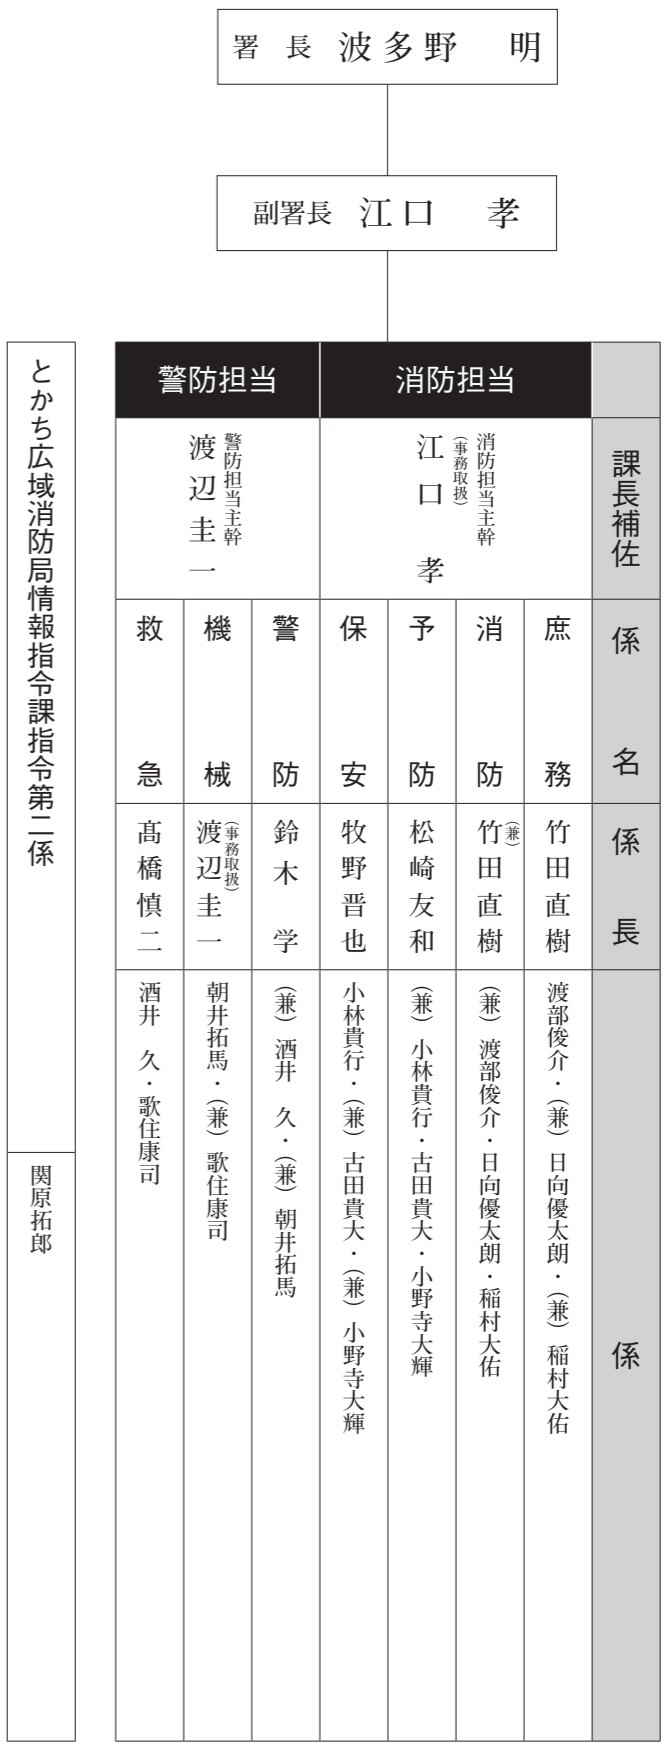 署長 波多野 明
副署長 江口 孝
消防担当
警防担当
課長補佐
消防担当主幹
(事務取扱)
江口 孝
警防担当主幹
渡辺圭一
係名
庶務
消防
予防
保安
警防
機械
救急
係長
竹田直樹
(兼)
竹田直樹
松崎友和
牧野晋也
鈴木 学
(事務取扱)
渡辺圭一
髙橋慎二
係
渡部俊介・(兼)日向優太朗・(兼)稲村大佑
(兼)渡部俊介・日向優太朗・稲村大佑
(兼)小林貴行・古田貴大・小野寺大輝
小林貴行・(兼)古田貴大・(兼)小野寺大輝
(兼)酒井 久・(兼)朝井拓馬
朝井拓馬・(兼)歌住康司
酒井 久・歌住康司
とかち広域消防局情報指令課指令第二係
関原拓郎